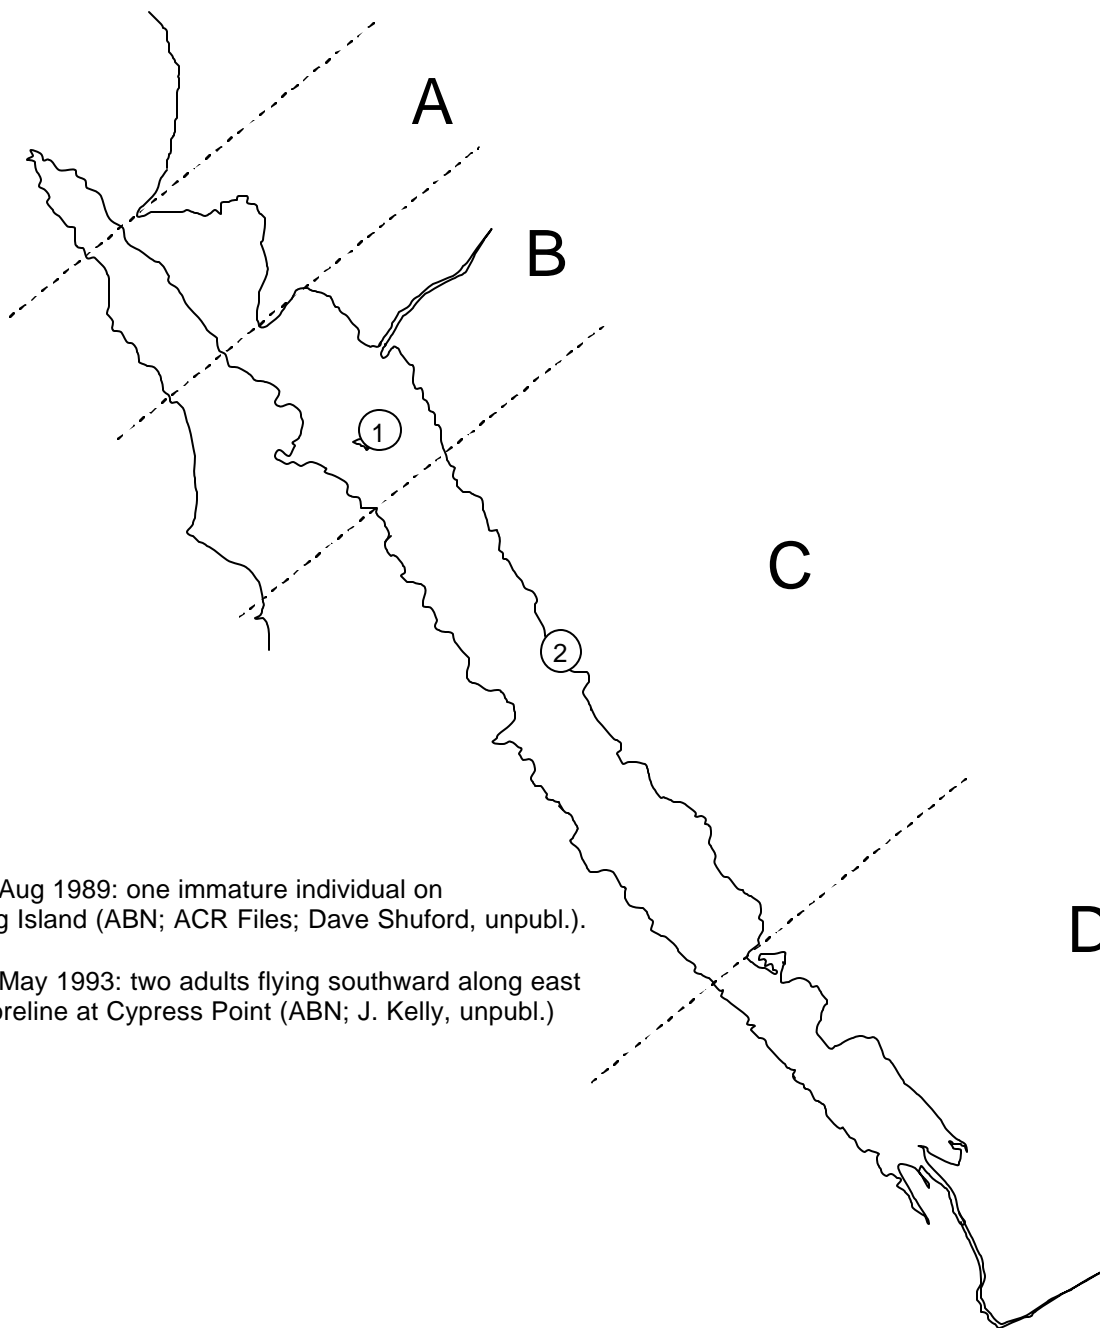 A
B
1
C
2
Aug 1989: one immature individual on
Island (ABN; ACR Files; Dave Shuford, unpubl.).
D
May 1993: two adults flying southward along east
at Cypress Point (ABN; J. Kelly, unpubl.)